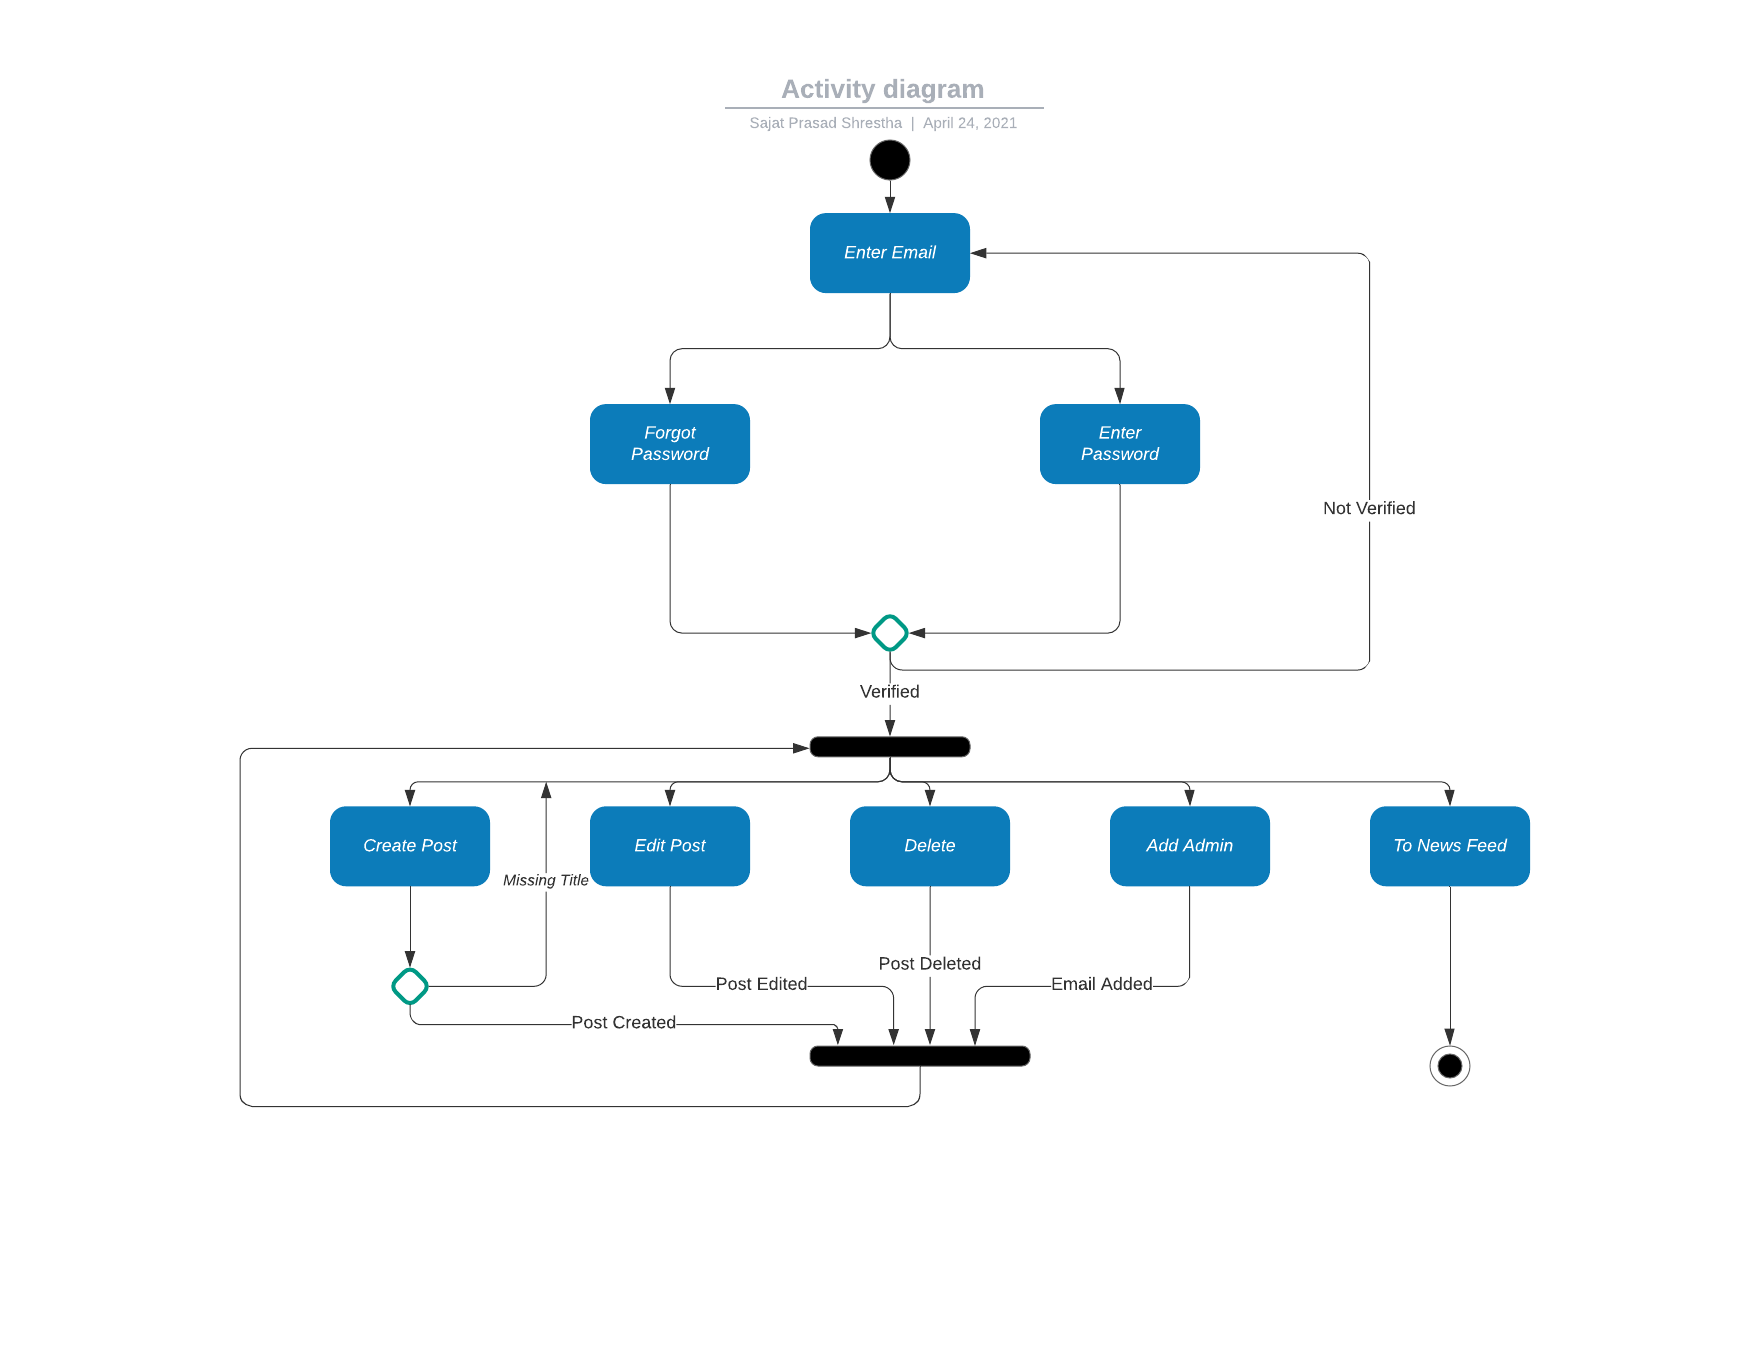 Activity diagram
Sajat Prasad Shrestha | April 24, 2021
Enter Email
Forgot
Password
Enter
Password
Not Verified
Verified
Create Post
Edit Post
Delete
Add Admin
To News Feed
Missing Title
Post Deleted
Post Edited
Email Added
Post Created